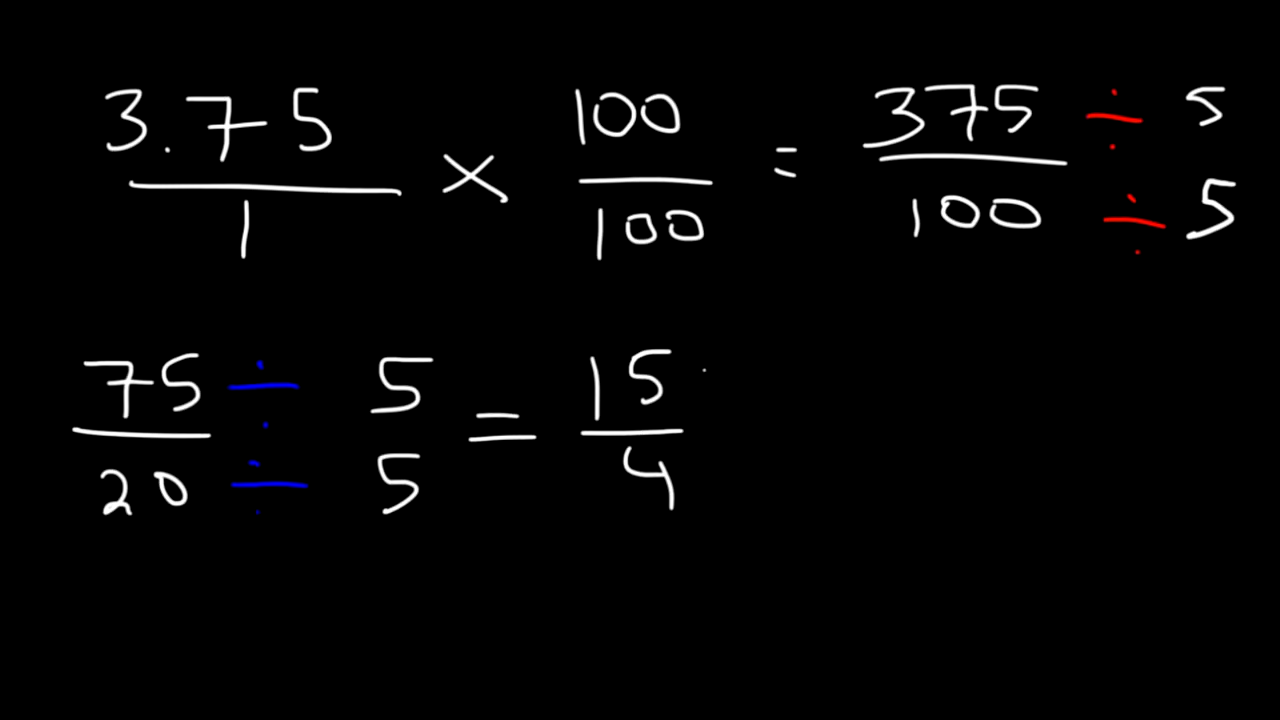 3.75/1 × 100/100 = 375/100 ÷ 5 ÷ 5
75/20 ÷ 5 ÷ 5 = 15/4